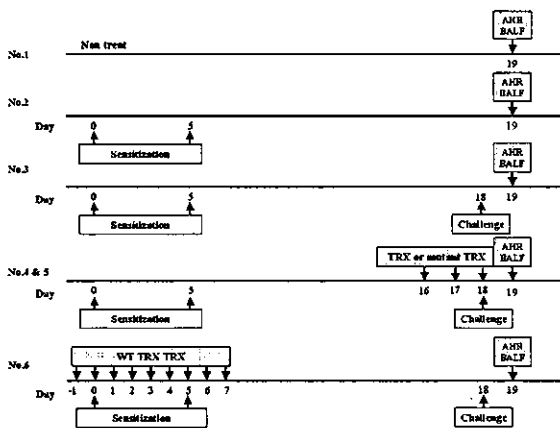 AHR
BALF
Non treat
No.1
19
AHR
BALF
No.2
Day 0 5 19
Sensitization
AHR
BALF
No.3
Day 0 5 18 19
Sensitization Challenge
TRX or mutant TRX AHR
BALF
No.4 & 5
Day 0 5 16 17 18 19
Sensitization Challenge
WT TRX TRX AHR
BALF
No.6
Day -1 0 1 2 3 4 5 6 7 18 19
Sensitization Challenge